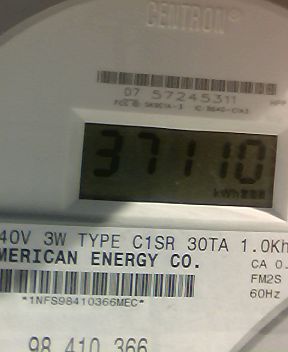 CENTRON®
07 57245311
37110
kWh
40V 3W TYPE C1SR 30TA 1.0Kh
MERICAN ENERGY CO.
CA 0.
FM2S
*1NFS98410366MEC*
60Hz
98 410 366